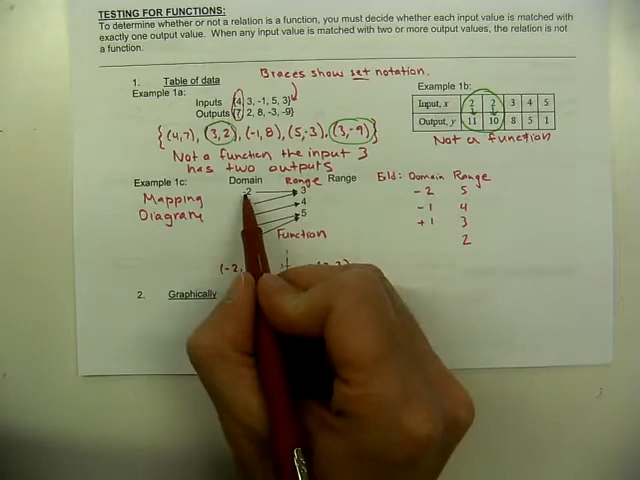 TESTING FOR FUNCTIONS:
To determine whether or not a relation is a function, you must decide whether each input value is matched with
exactly one output value. When any input value is matched with two or more output values, the relation is not
a function.
Braces show set notation.
1. Table of data
Example 1a:
Inputs {4, 3, -1, 5, 3}
Outputs {7, 2, 8, -3, -9}
{(4,7), (3,2), (-1,8), (5,-3), (3,-9)}
Not a function the input 3
has two outputs
Example 1b:
Input, x 2 2 3 4 5
Output, y 11 10 8 5 1
Not a function
Example 1c: Domain Range Range
Mapping
Diagram
-2 3
4
5
Function
Domain Range
-2 5
-1 4
+1 3
2
(-2,
2. Graphically